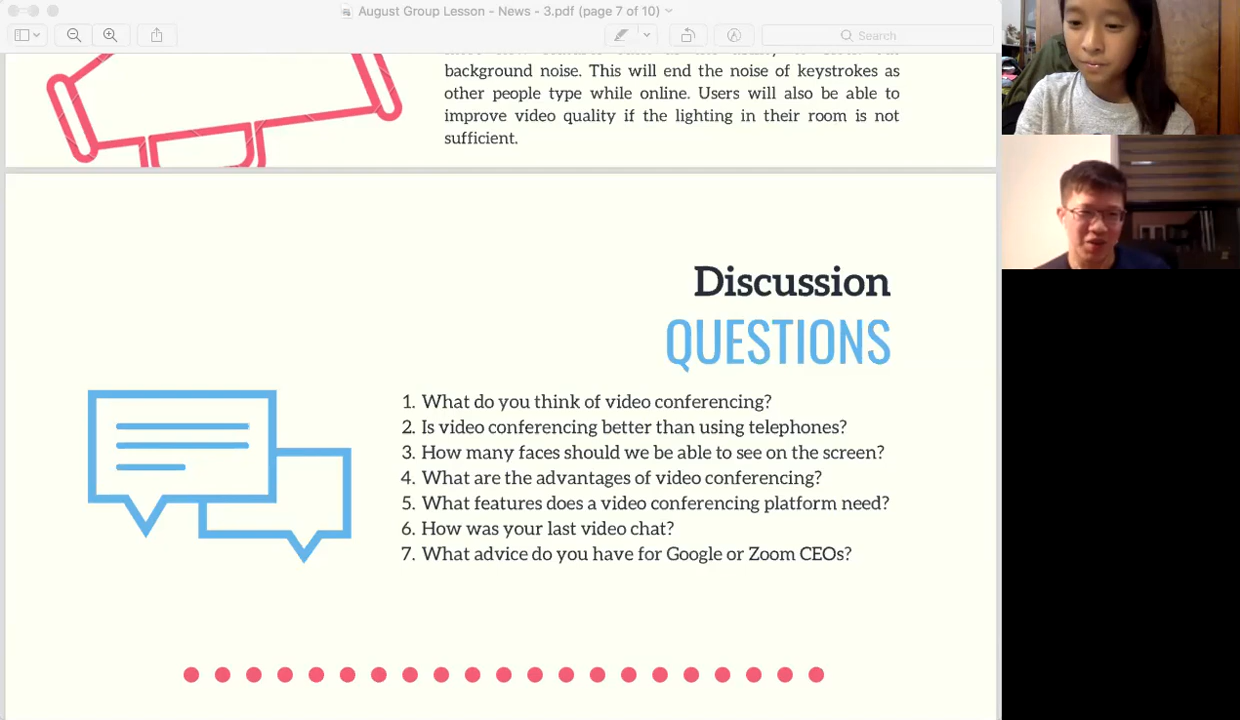 August Group Lesson - News - 3.pdf (page 7 of 10)
Search
background noise. This will end the noise of keystrokes as
other people type while online. Users will also be able to
improve video quality if the lighting in their room is not
sufficient.
Discussion
QUESTIONS
1. What do you think of video conferencing?
2. Is video conferencing better than using telephones?
3. How many faces should we be able to see on the screen?
4. What are the advantages of video conferencing?
5. What features does a video conferencing platform need?
6. How was your last video chat?
7. What advice do you have for Google or Zoom CEOs?